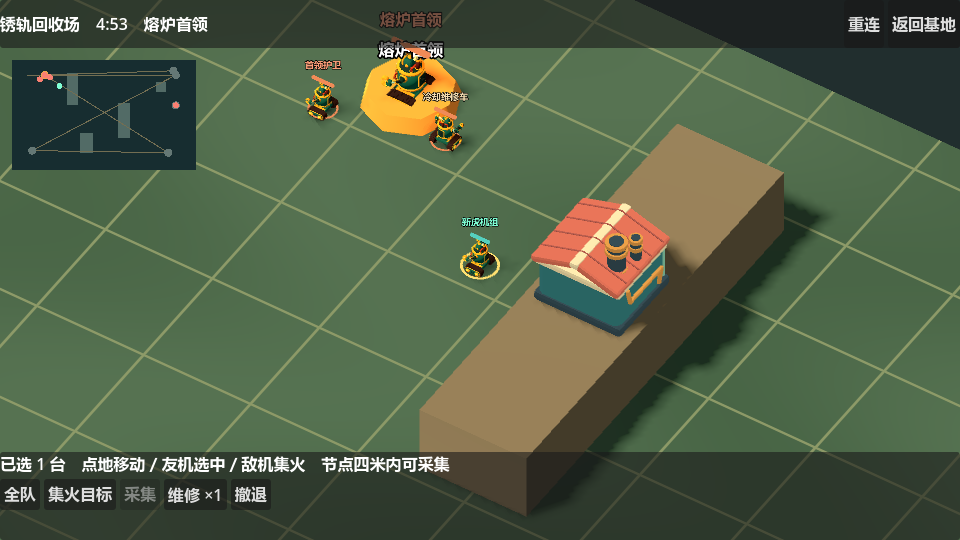 锈轨回收场 4:53 熔炉首领
重连 返回基地
熔炉首领
熔炉首领
首领护卫
冷却维修车
新虎机组
已选 1 台 点地移动 / 友机选中 / 敌机集火 节点四米内可采集
全队 集火目标 采集 维修 ×1 撤退